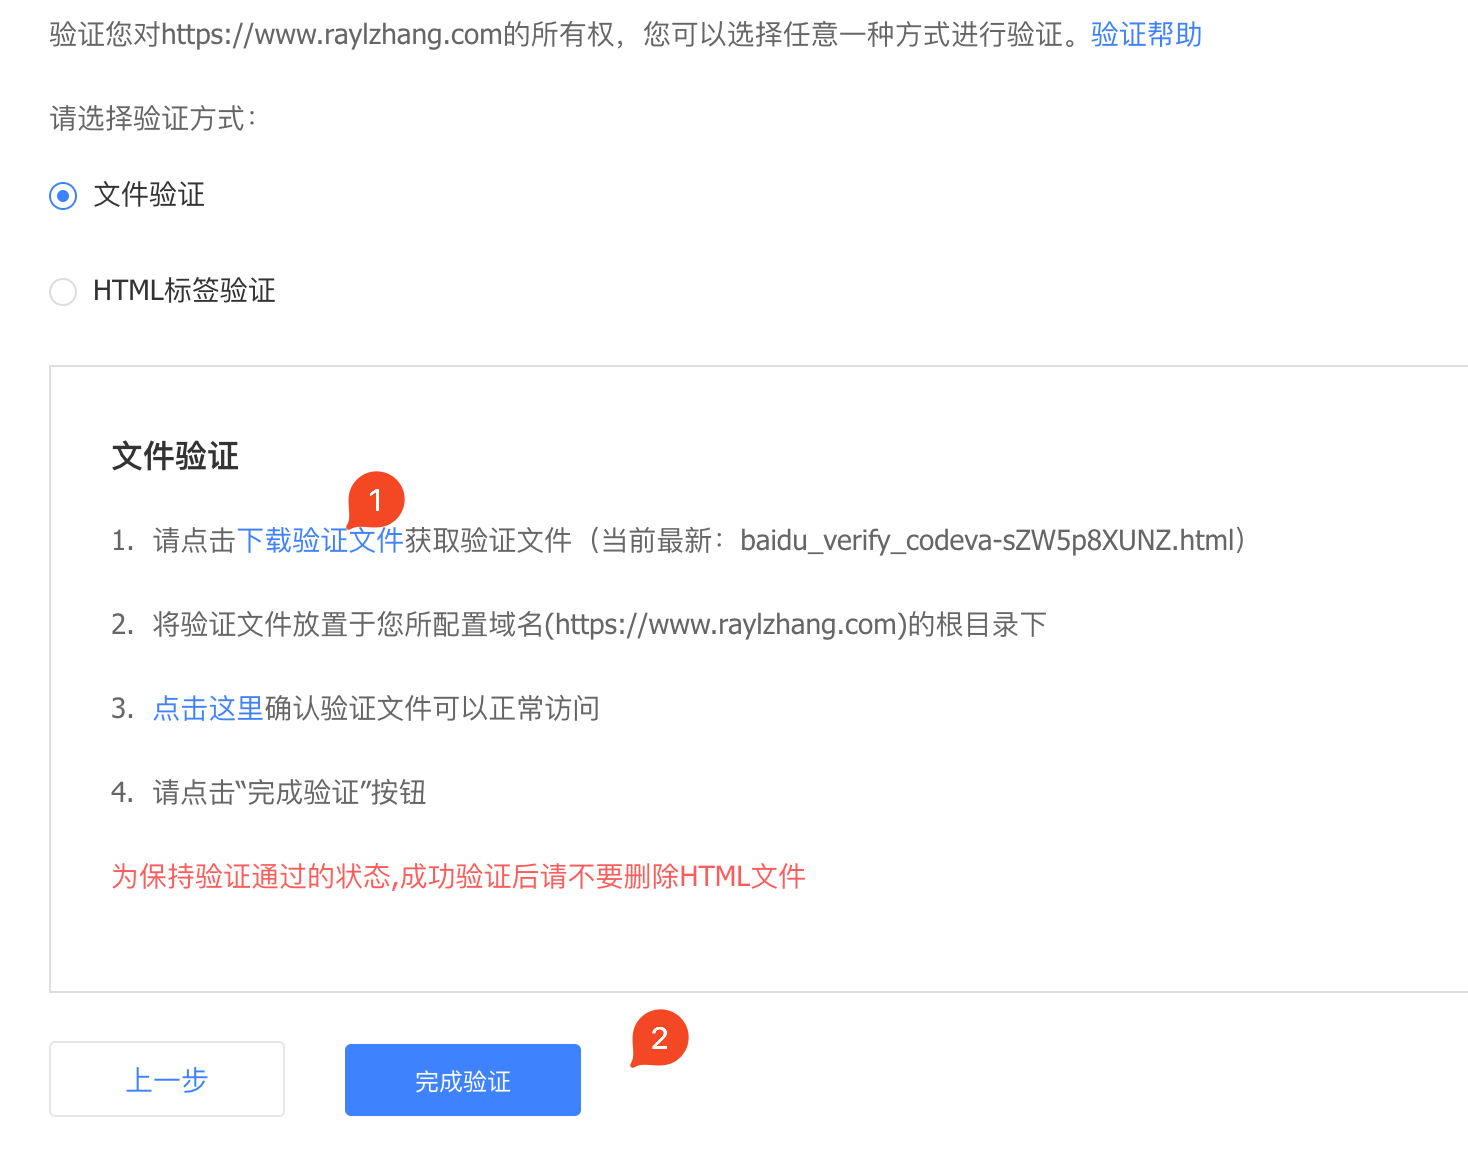 验证您对https://www.raylzhang.com的所有权，您可以选择任意一种方式进行验证。验证帮助
请选择验证方式：
文件验证
HTML标签验证
文件验证
1
1. 请点击下载验证文件获取验证文件（当前最新：baidu_verify_codeva-sZW5p8XUNZ.html）
2. 将验证文件放置于您所配置域名(https://www.raylzhang.com)的根目录下
3. 点击这里确认验证文件可以正常访问
4. 请点击“完成验证”按钮
为保持验证通过的状态,成功验证后请不要删除HTML文件
2
上一步 完成验证